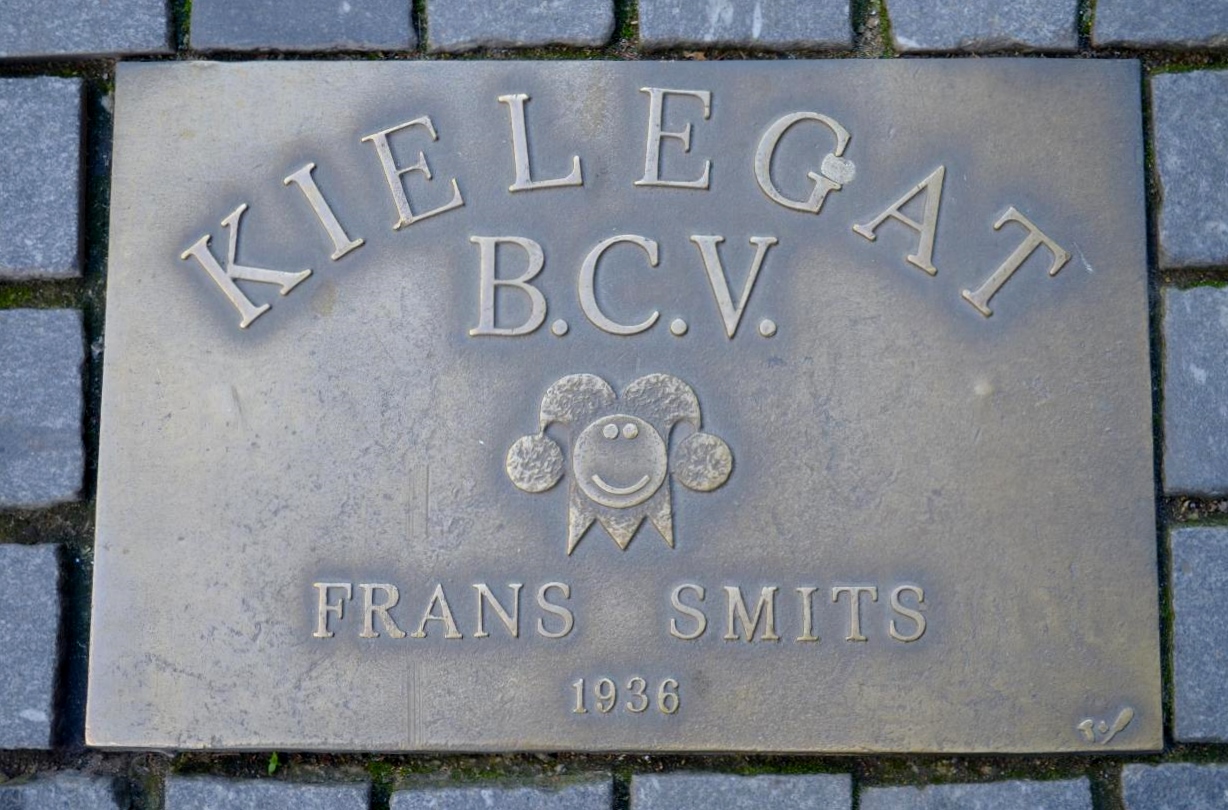 KIELEGAT
B.C.V.
FRANS SMITS
1936